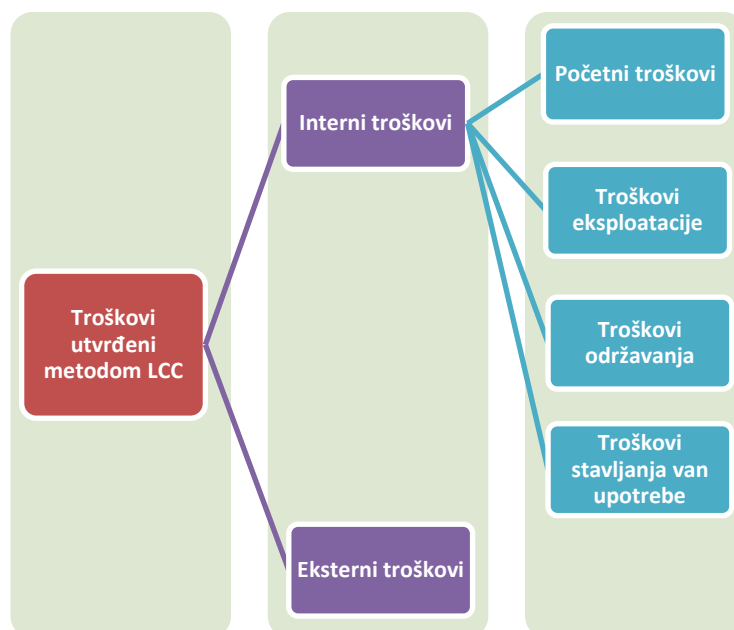 Troškovi
utvrđeni
metodom LCC
Interni troškovi
Eksterni troškovi
Početni troškovi
Troškovi
eksploatacije
Troškovi
održavanja
Troškovi
stavljanja van
upotrebe